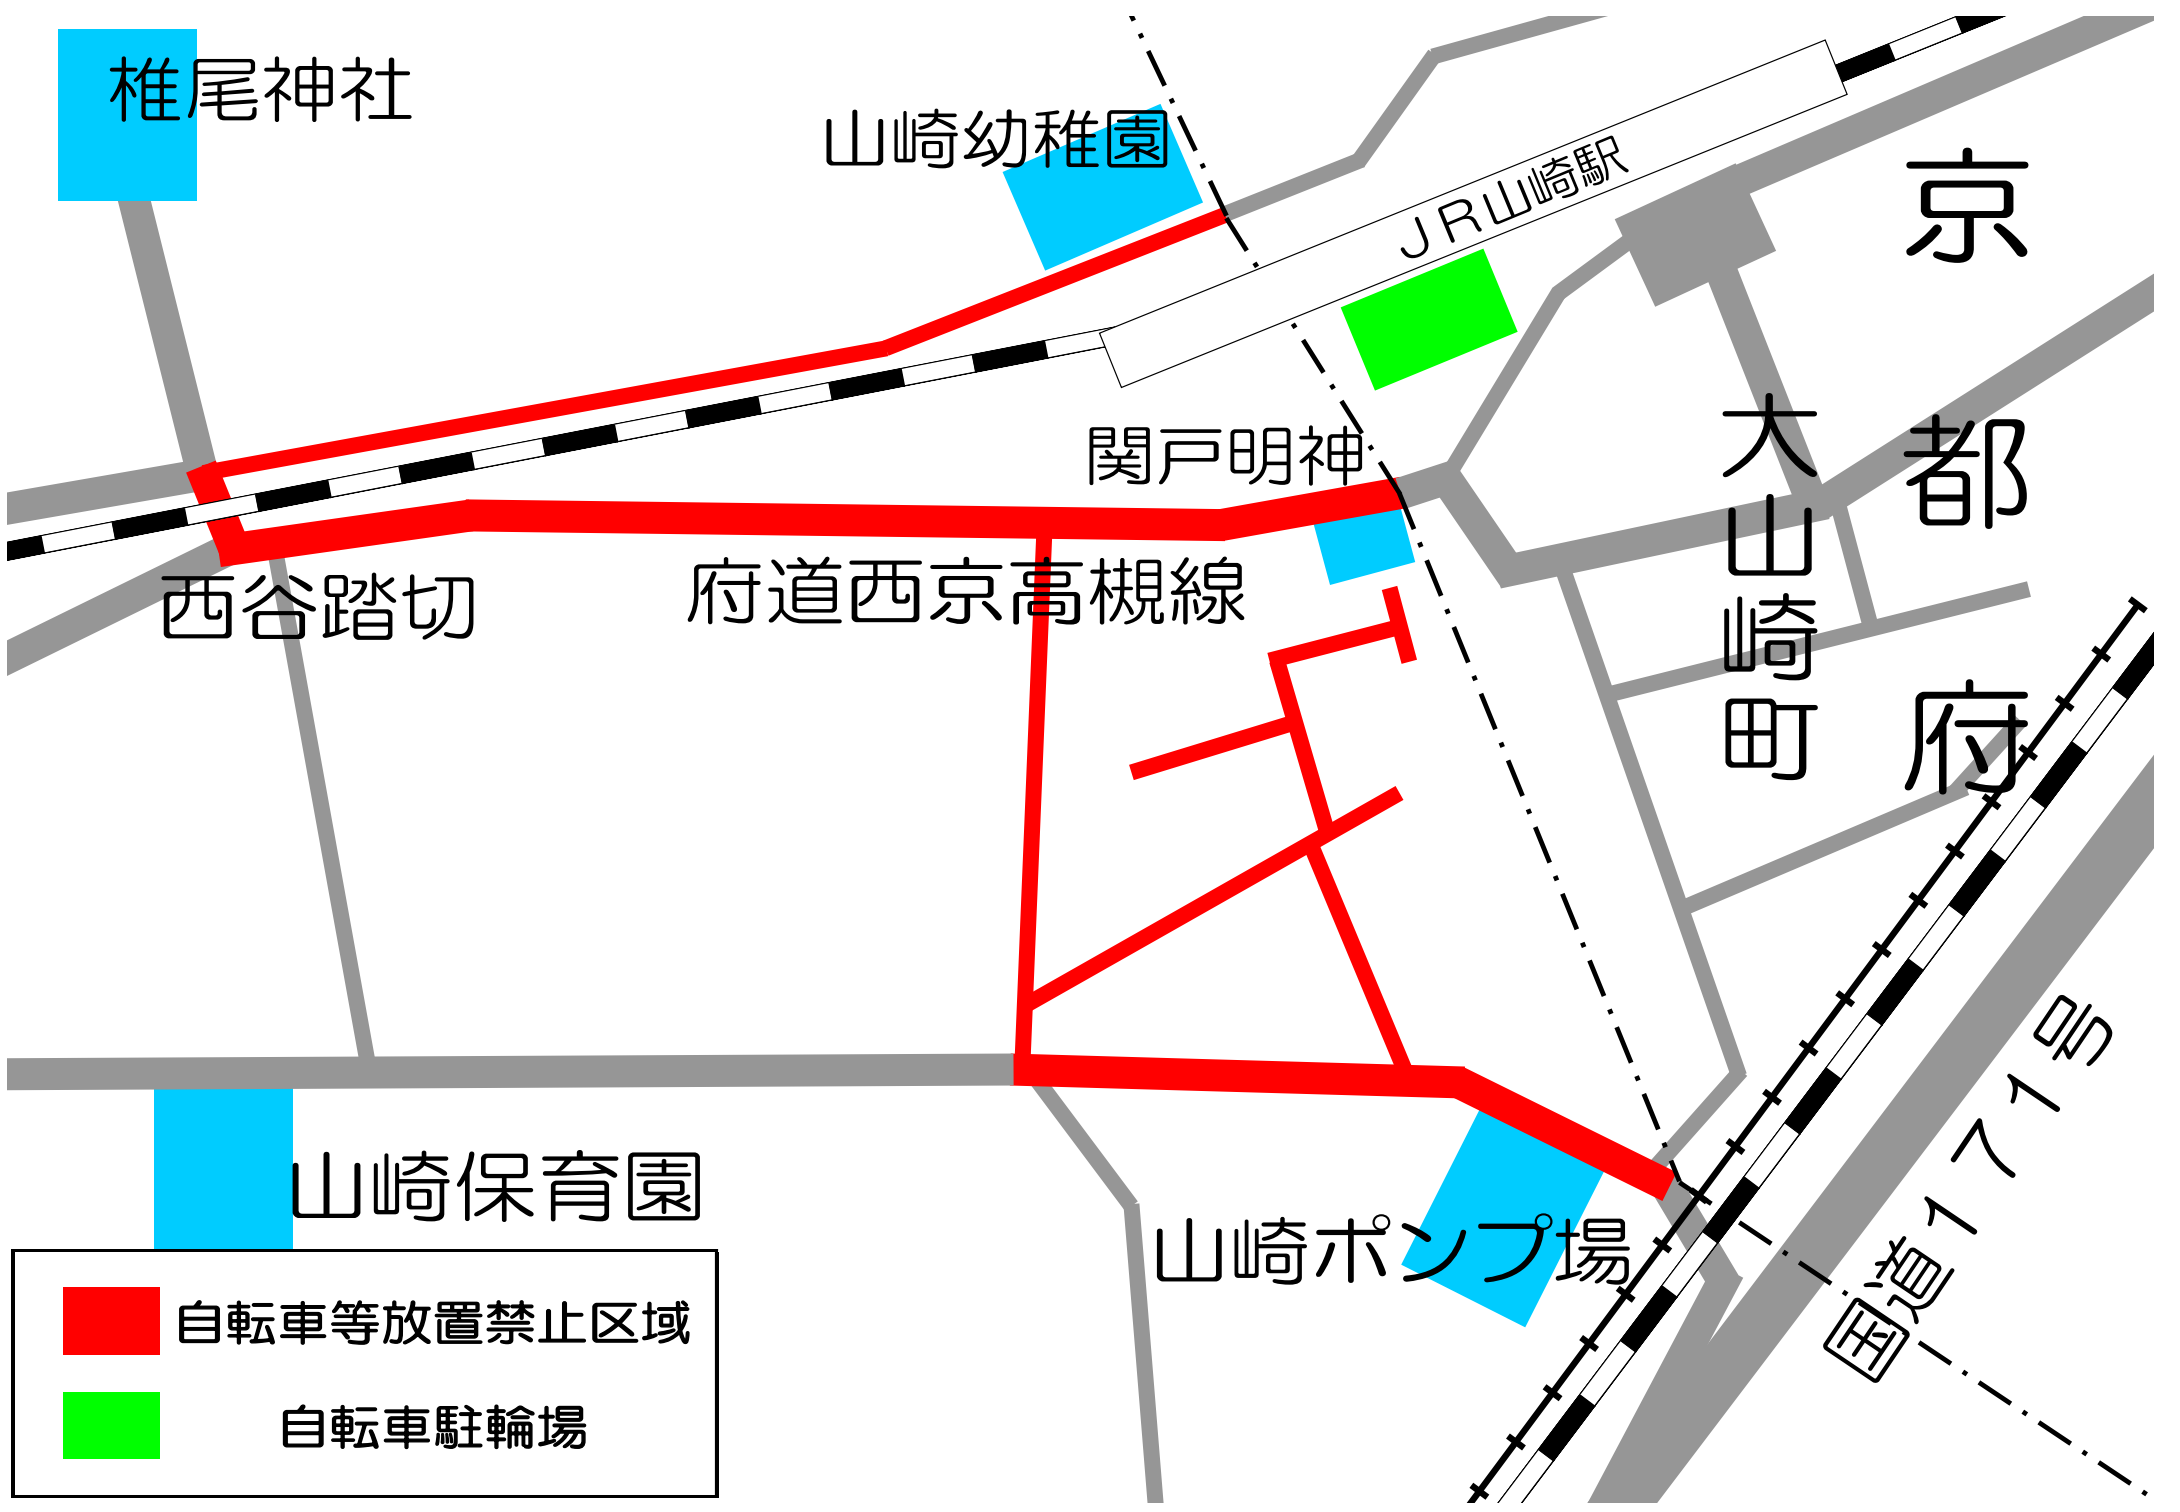 椎尾神社
山崎幼稚園
JR山崎駅
京都府
大山崎町
関戸明神
西谷踏切
府道西京高槻線
国道171号
山崎保育園
山崎ポンプ場
自転車等放置禁止区域
自転車駐輪場